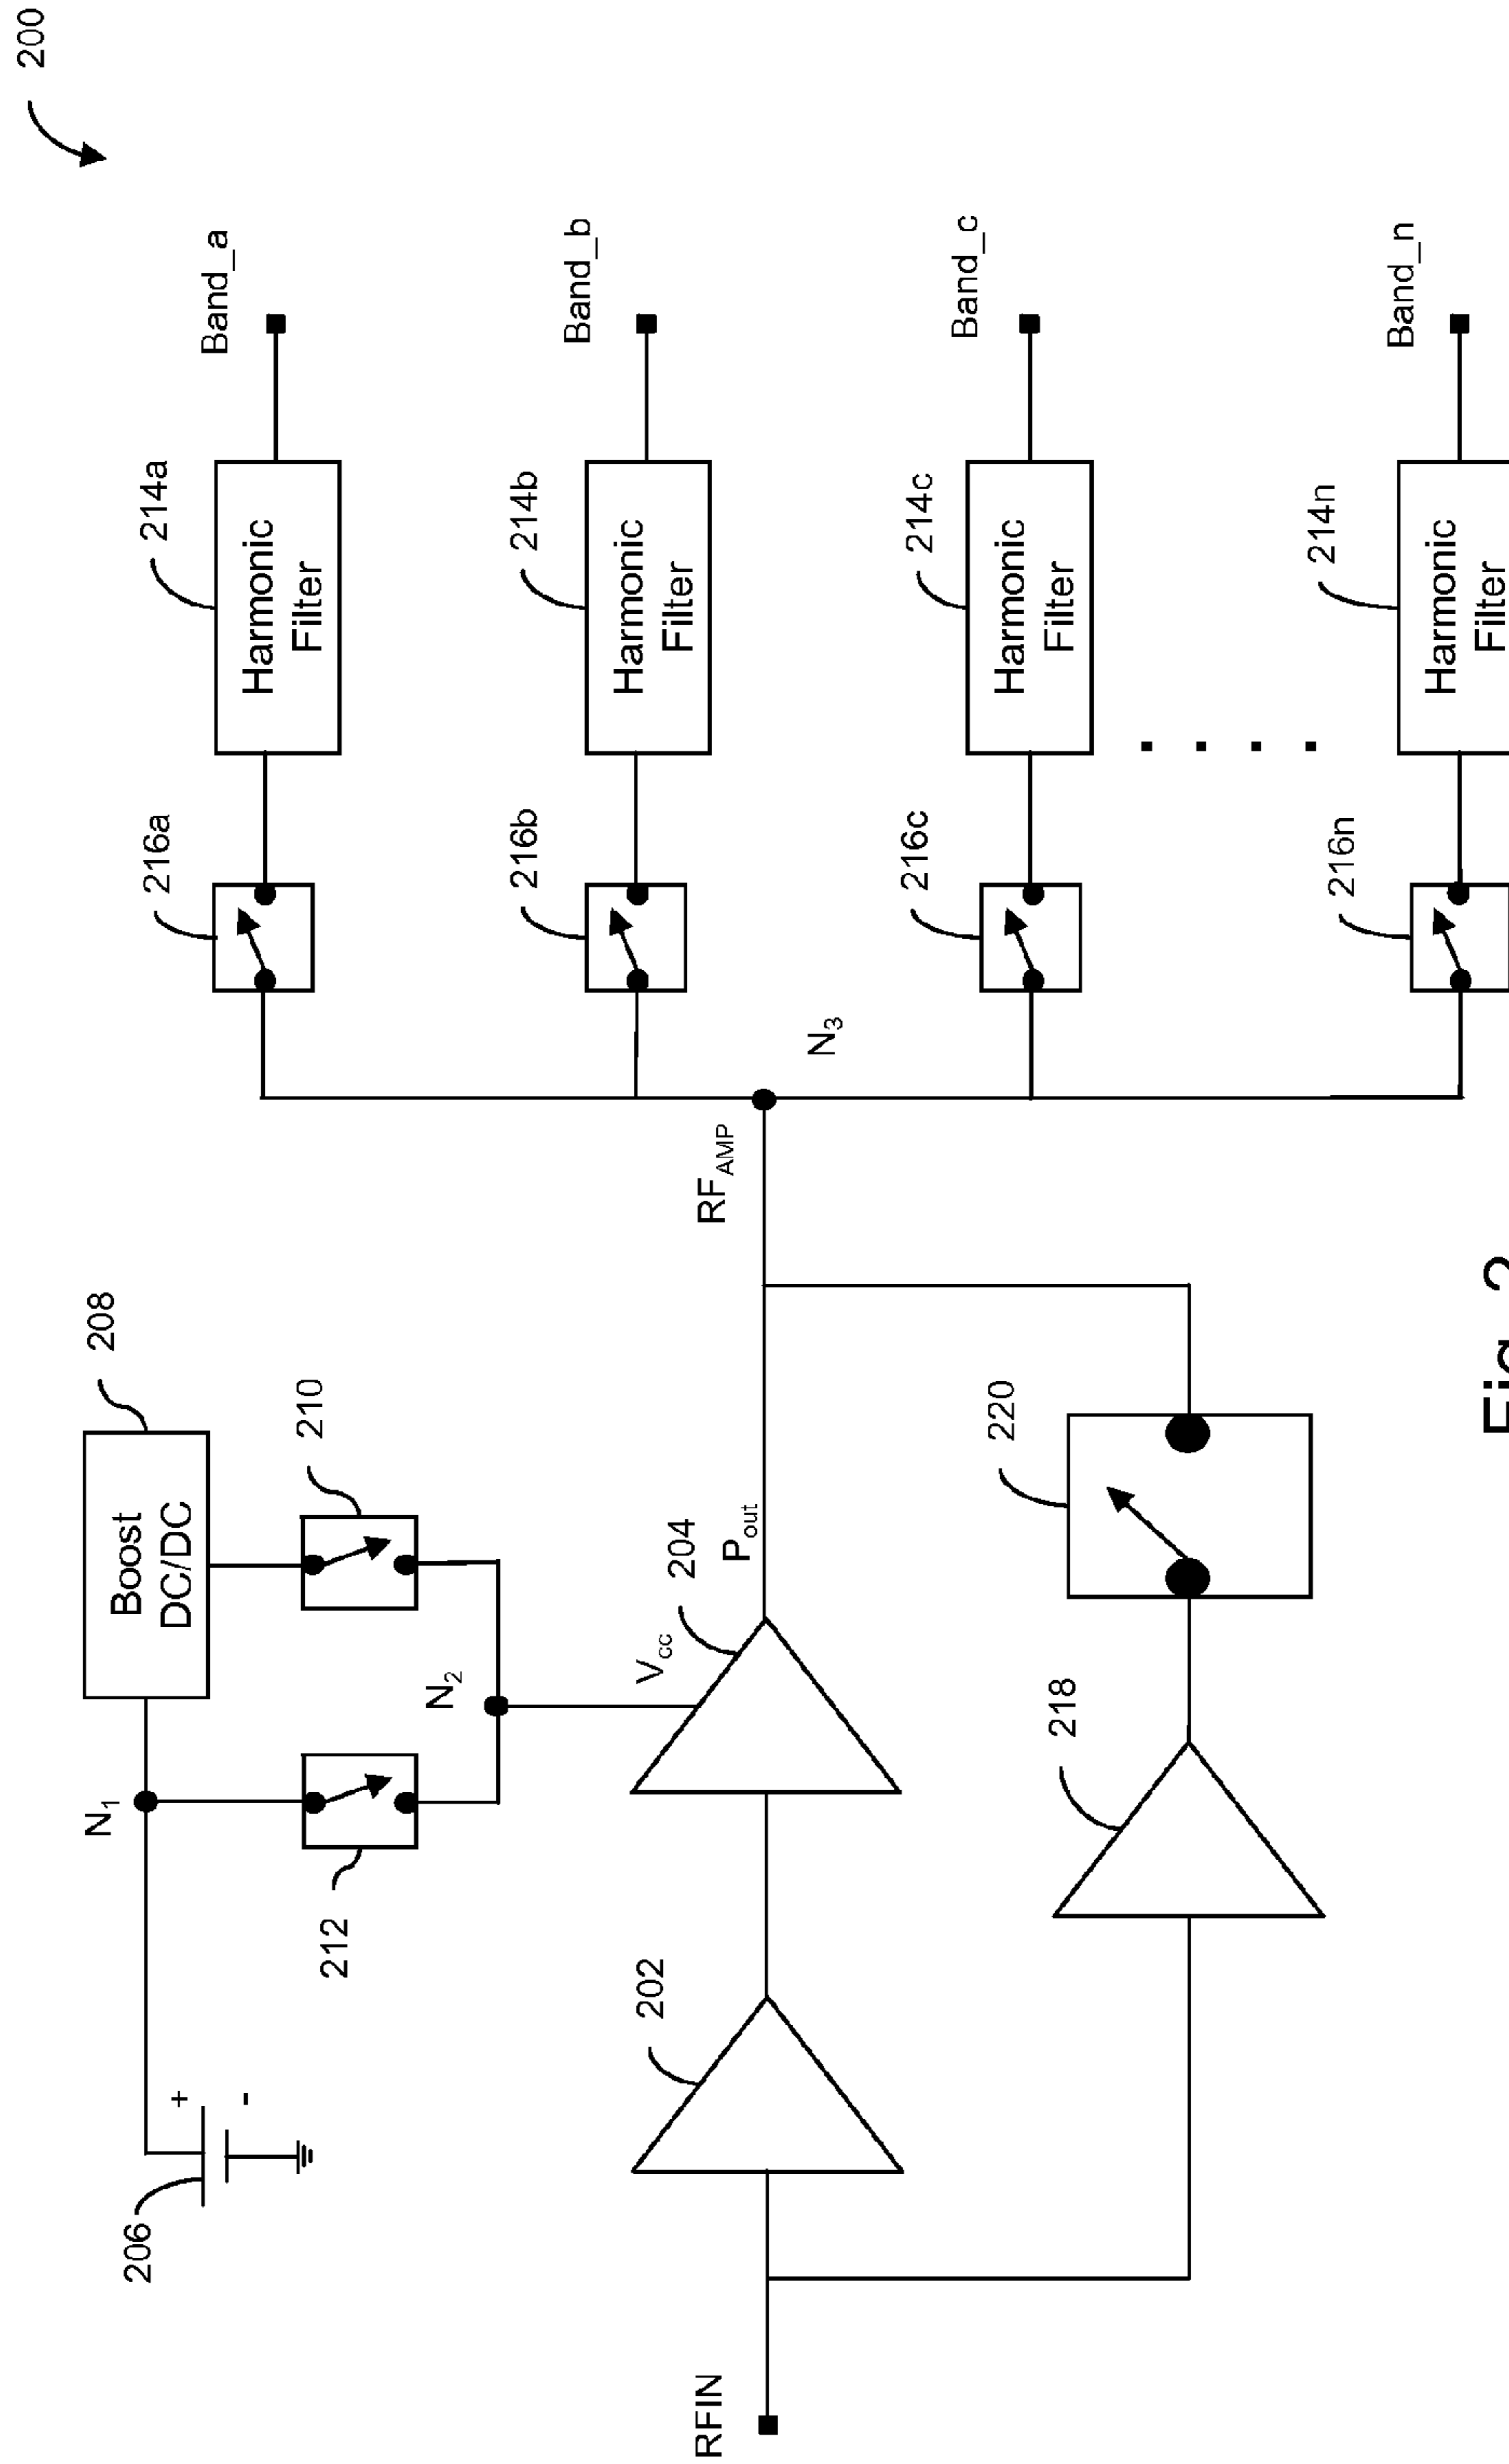 200
Band_a
Band_b
Band_c
Band_n
214a
214b
214c
214n
Harmonic
Filter
Harmonic
Filter
Harmonic
Filter
Harmonic
Filter
216a
216b
216c
216n
N3
RFAMP
208
Boost
DC/DC
210
212
N1
N2
Vcc
204
Pout
220
218
202
206
+
-
RFIN
Fig. 2